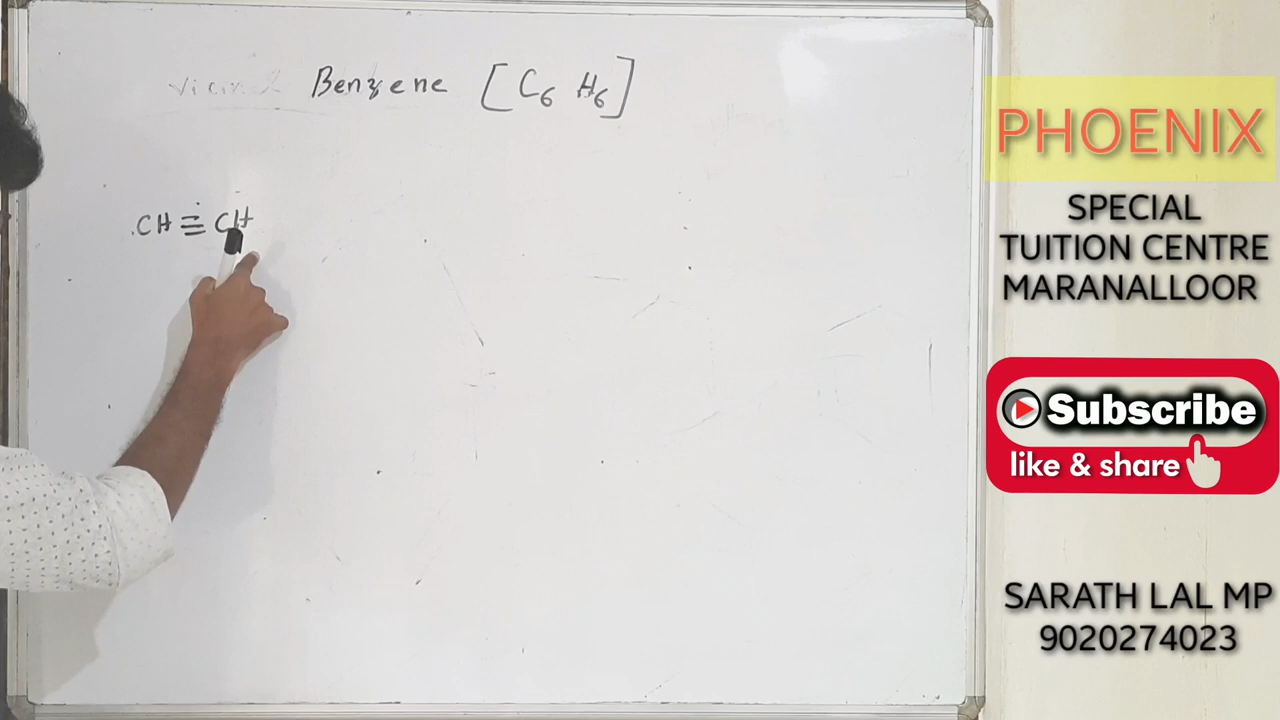 Benzene [C₆ H₆]
CH ≡ CH
PHOENIX
SPECIAL
TUITION CENTRE
MARANALLOOR
Subscribe
like & share
SARATH LAL MP
9020274023